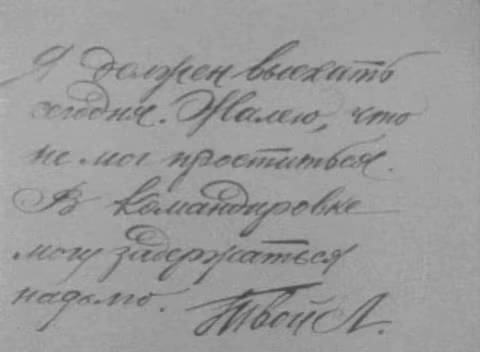 Я должен выехать
сегодня. Жалею, что
не мог проститься.
В командировке
могу задержаться
надолго. Твой Л.